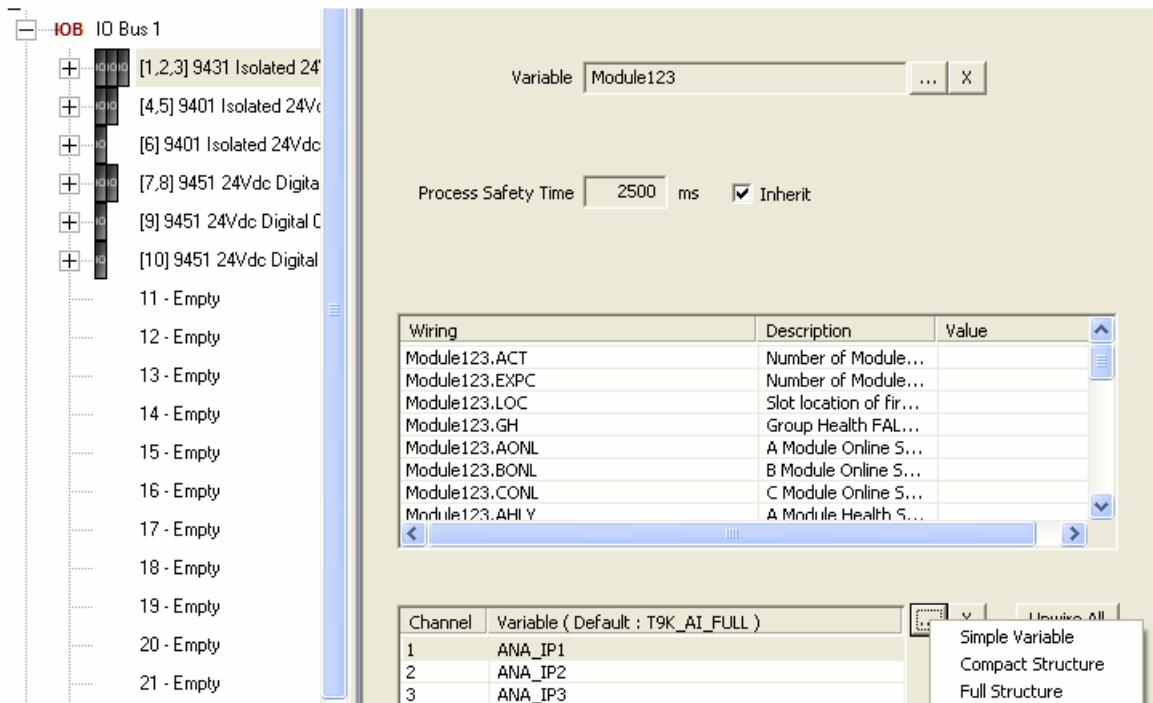 IOB IO Bus 1
[1,2,3] 9431 Isolated 24
[4,5] 9401 Isolated 24Vd
[6] 9401 Isolated 24Vdc
[7,8] 9451 24Vdc Digita
[9] 9451 24Vdc Digital
[10] 9451 24Vdc Digital
11 - Empty
12 - Empty
13 - Empty
14 - Empty
15 - Empty
16 - Empty
17 - Empty
18 - Empty
19 - Empty
20 - Empty
21 - Empty
Variable Module123 ... X
Process Safety Time 2500 ms Inherit
Wiring Description Value
Module123.ACT Number of Module...
Module123.EXPC Number of Module...
Module123.LOC Slot location of fir...
Module123.GH Group Health FAL...
Module123.AONL A Module Online S...
Module123.BONL B Module Online S...
Module123.CONL C Module Online S...
Module123.AHLY A Module Health S...
Channel Variable ( Default : T9K_AI_FULL ) ... X Unwire All
1 ANA_IP1
2 ANA_IP2
3 ANA_IP3
Simple Variable
Compact Structure
Full Structure